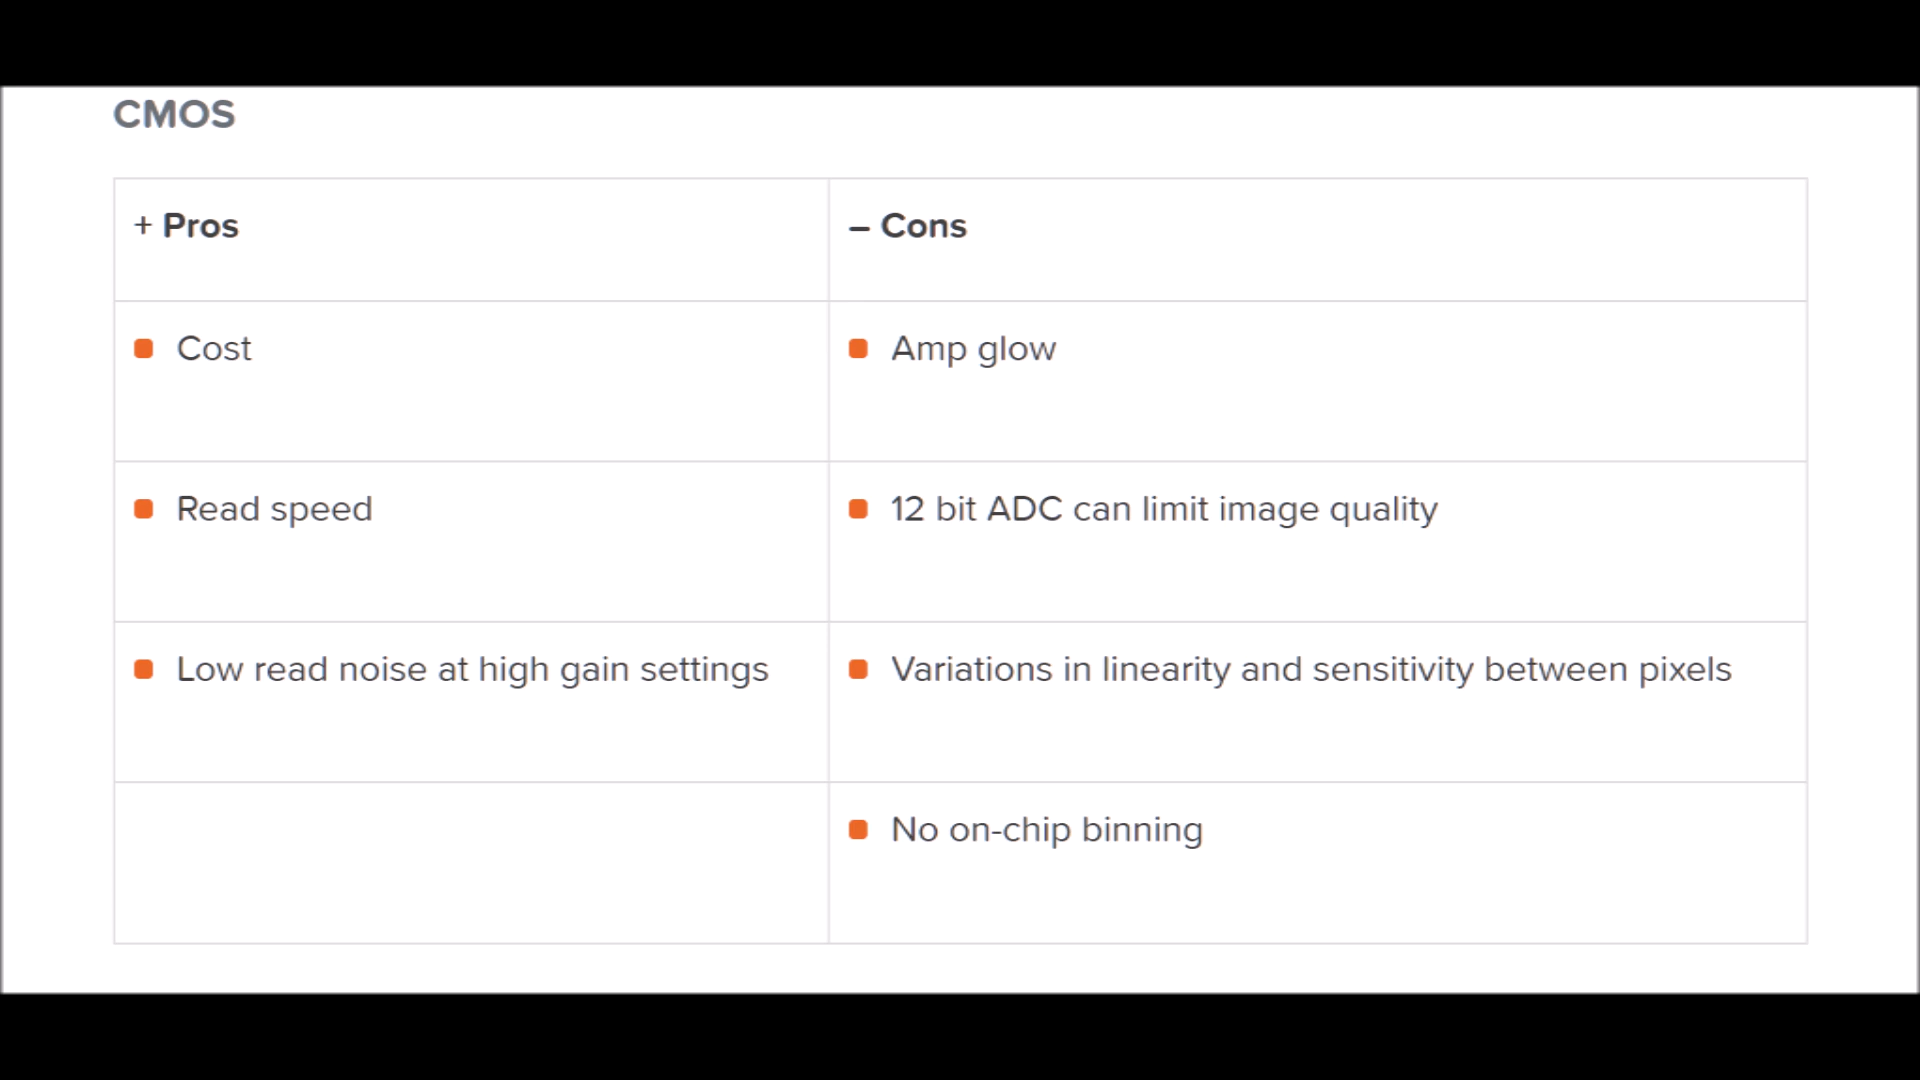 CMOS
+ Pros
– Cons
Cost
Amp glow
Read speed
12 bit ADC can limit image quality
Low read noise at high gain settings
Variations in linearity and sensitivity between pixels
No on-chip binning